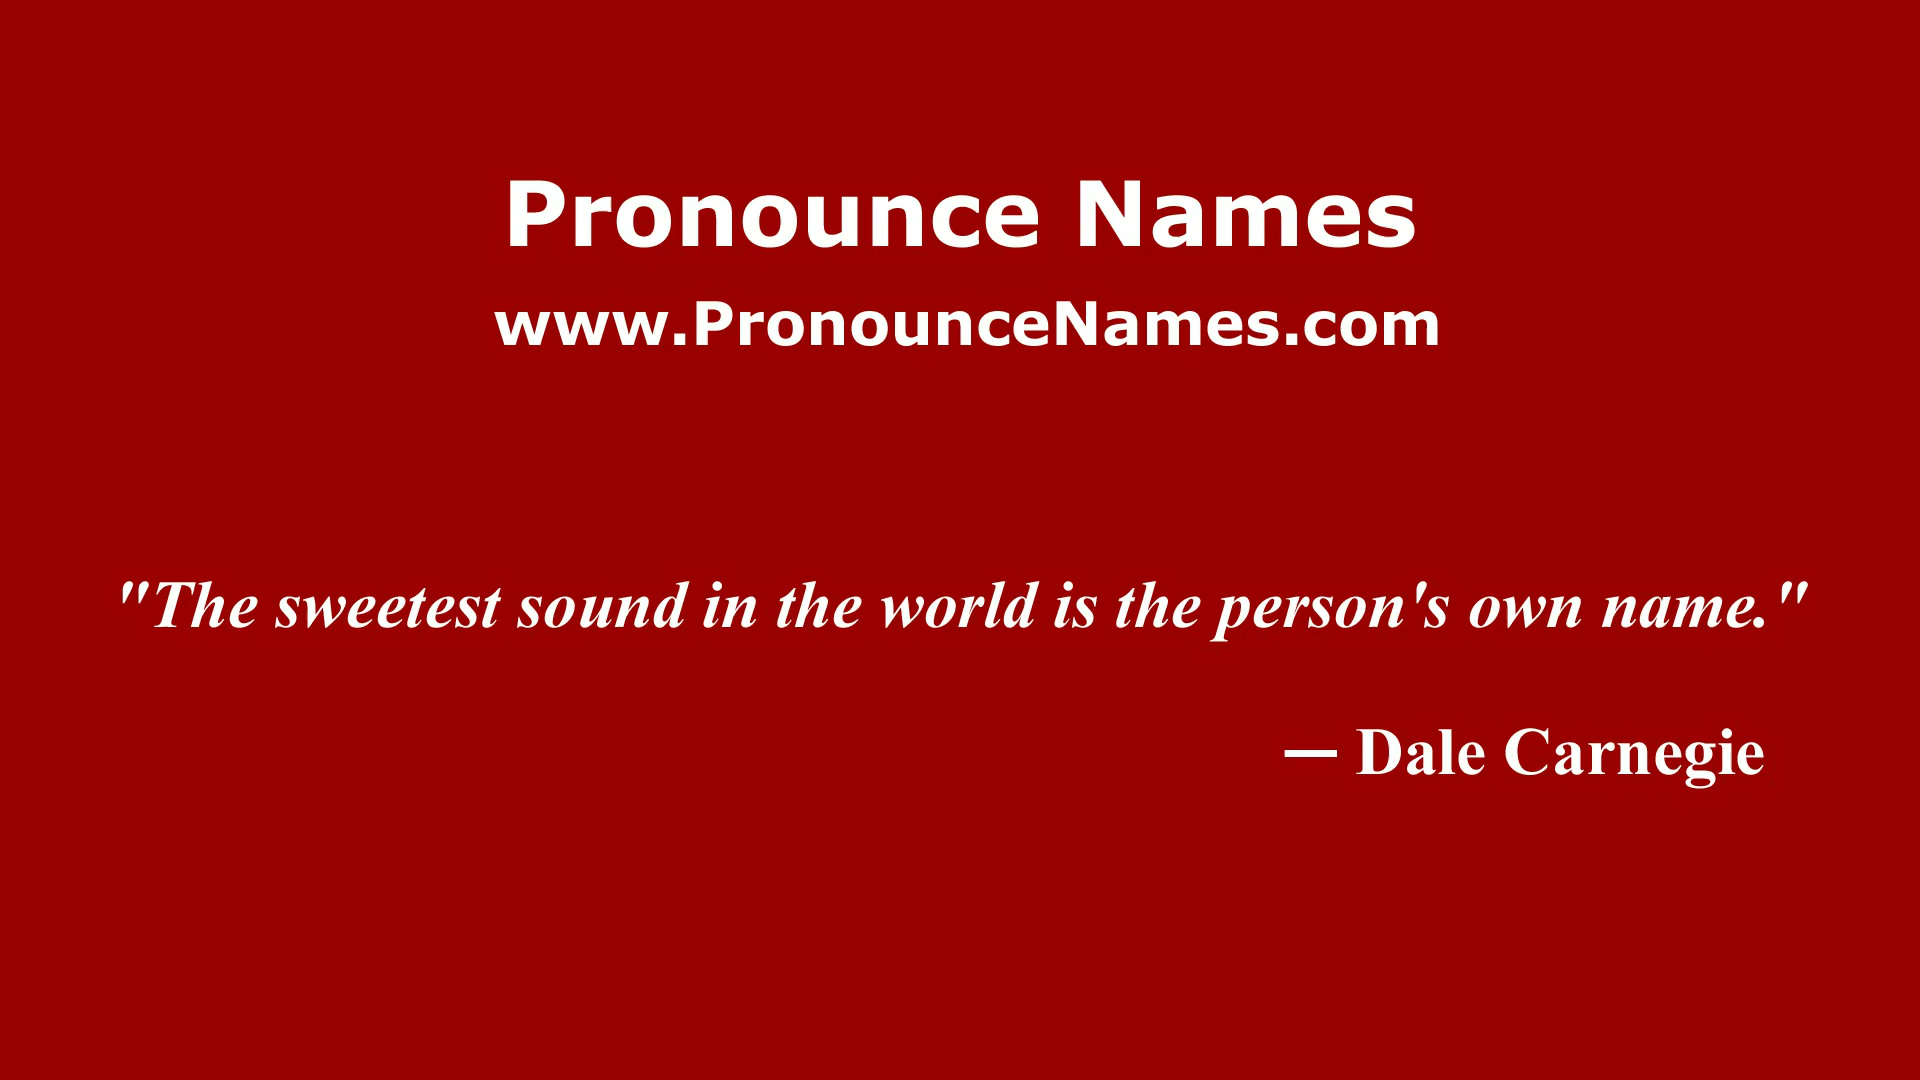 Pronounce Names
www.PronounceNames.com
"The sweetest sound in the world is the person's own name."
— Dale Carnegie